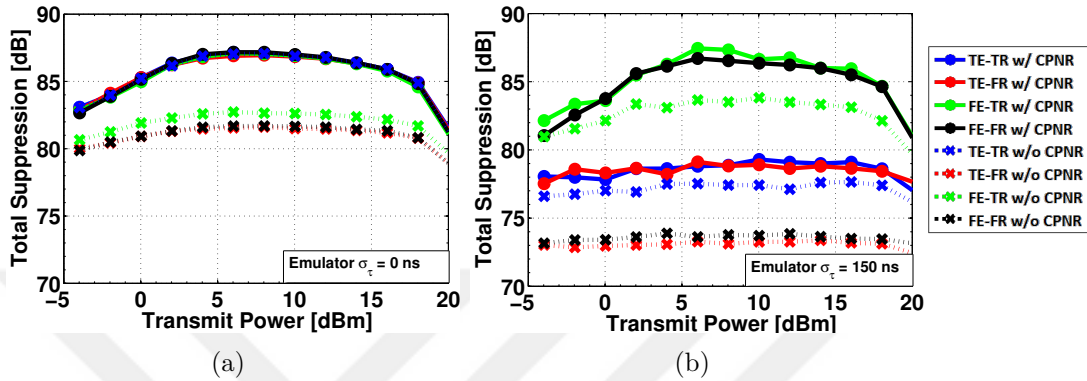 90
85
80
75
70
Total Suppression [dB]
-5
0
5
10
15
20
Transmit Power [dBm]
Emulator στ = 0 ns
(a)
90
85
80
75
70
Total Suppression [dB]
-5
0
5
10
15
20
Transmit Power [dBm]
Emulator στ = 150 ns
(b)
TE-TR w/ CPNR
TE-FR w/ CPNR
FE-TR w/ CPNR
FE-FR w/ CPNR
TE-TR w/o CPNR
TE-FR w/o CPNR
FE-TR w/o CPNR
FE-FR w/o CPNR